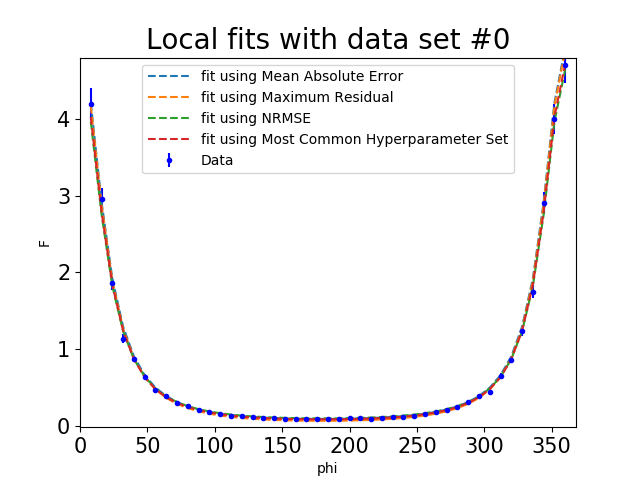 Local fits with data set #0
fit using Mean Absolute Error
fit using Maximum Residual
fit using NRMSE
fit using Most Common Hyperparameter Set
Data
F
4
3
2
1
0
0 50 100 150 200 250 300 350
phi